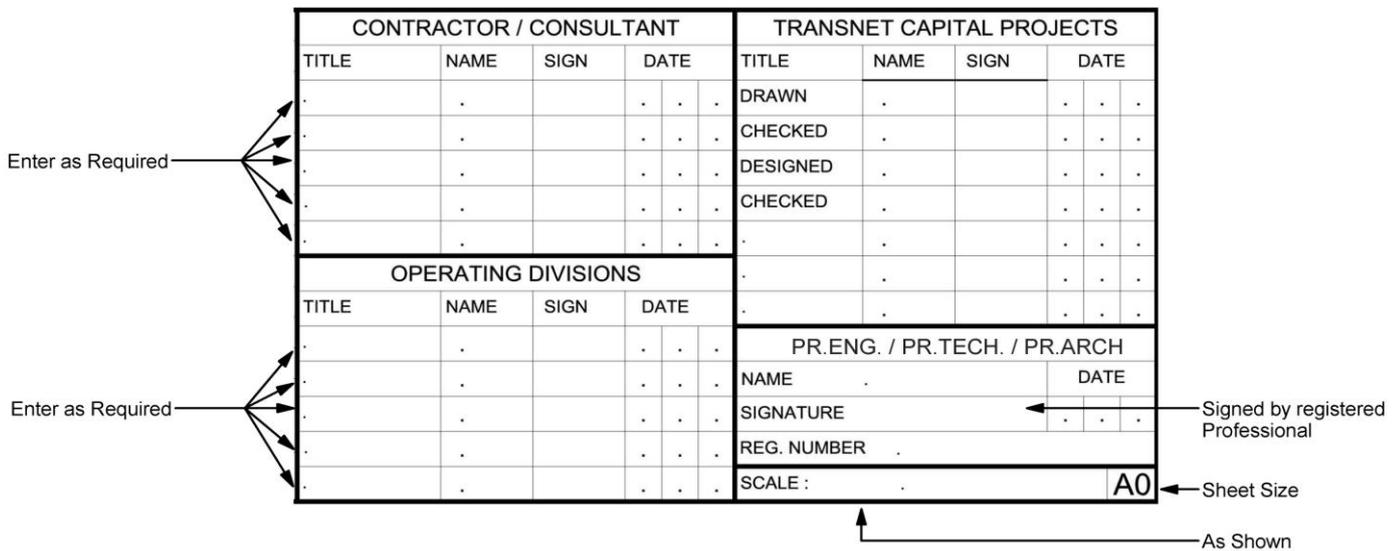 CONTRACTOR / CONSULTANT
TITLE NAME SIGN DATE
Enter as Required
OPERATING DIVISIONS
TITLE NAME SIGN DATE
Enter as Required
TRANSNET CAPITAL PROJECTS
TITLE NAME SIGN DATE
DRAWN
CHECKED
DESIGNED
CHECKED
PR.ENG. / PR.TECH. / PR.ARCH
NAME DATE
SIGNATURE
REG. NUMBER
SCALE : A0
Signed by registered
Professional
Sheet Size
As Shown